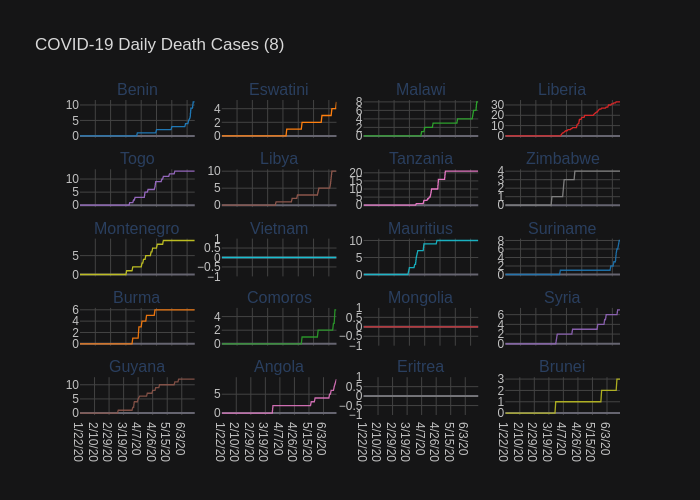 COVID-19 Daily Death Cases (8)
Benin Eswatini Malawi Liberia
10 5 0
4 2 0
8 6 4 2 0
30 20 10 0
Togo Libya Tanzania Zimbabwe
10 5 0
10 5 0
20 15 10 5 0
4 3 2 1 0
Montenegro Vietnam Mauritius Suriname
5 0
1 0.5 0 −0.5 −1
10 5 0
8 6 4 2 0
Burma Comoros Mongolia Syria
6 4 2 0
4 2 0
1 0.5 0 −0.5 −1
6 4 2 0
Guyana Angola Eritrea Brunei
10 5 0
5 0
1 0.5 0 −0.5 −1
3 2 1 0
1/22/20 2/10/20 2/29/20 3/19/20 4/7/20 4/26/20 5/15/20 6/3/20
1/22/20 2/10/20 2/29/20 3/19/20 4/7/20 4/26/20 5/15/20 6/3/20
1/22/20 2/10/20 2/29/20 3/19/20 4/7/20 4/26/20 5/15/20 6/3/20
1/22/20 2/10/20 2/29/20 3/19/20 4/7/20 4/26/20 5/15/20 6/3/20